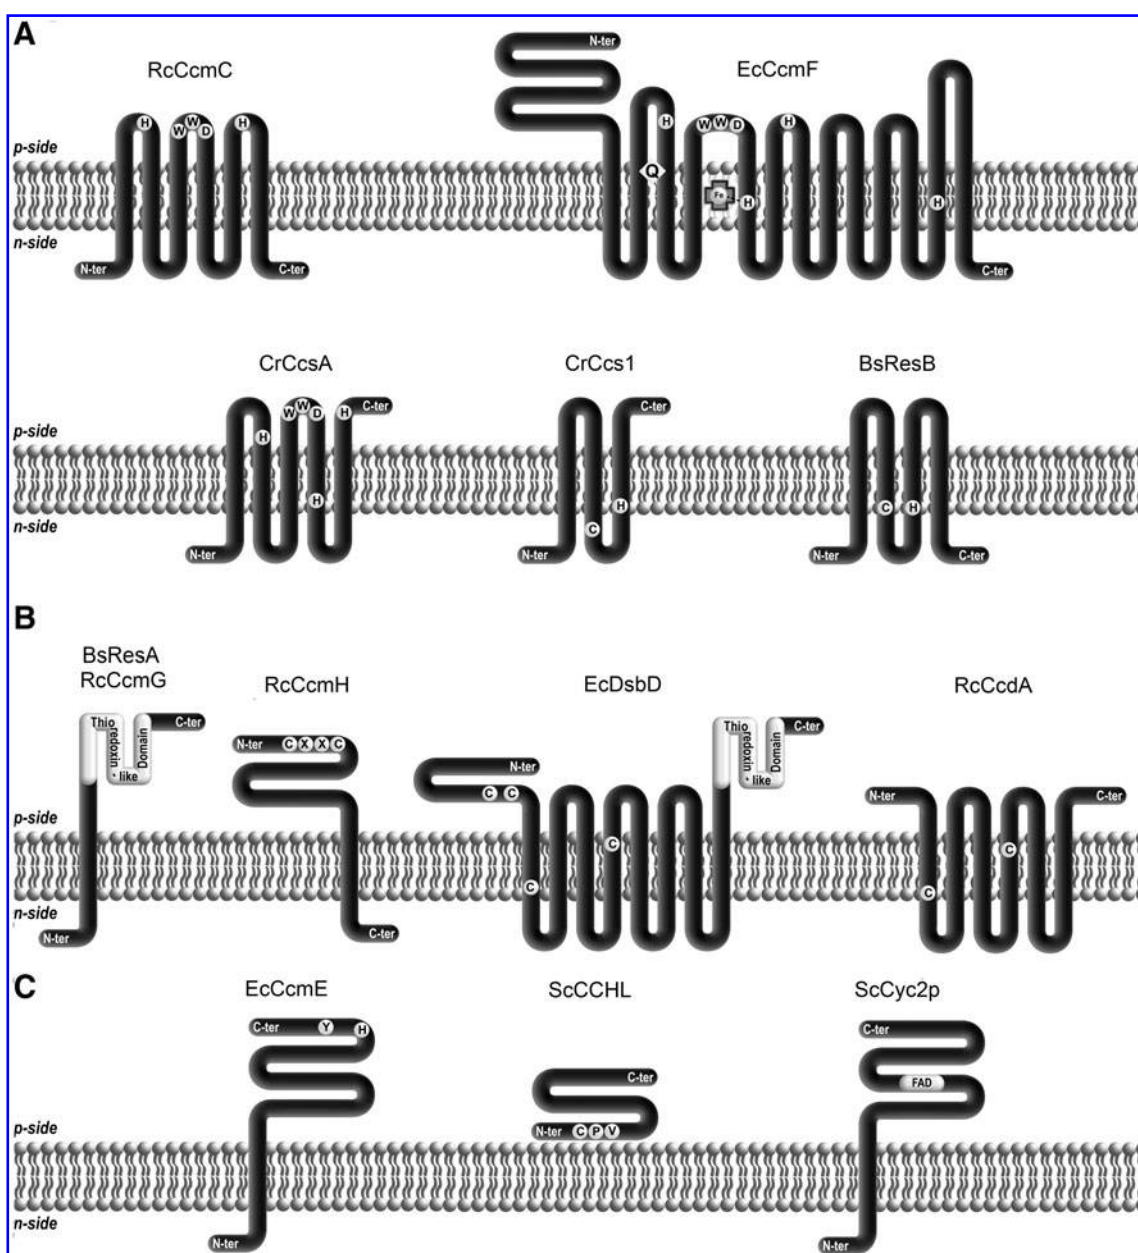 A
RcCcmC
EcCcmF
N-ter
H
W
W
D
H
H
W
W
D
H
Q
Fe
H
H
p-side
n-side
N-ter
C-ter
C-ter
CrCcsA
CrCcs1
BsResB
C-ter
C-ter
H
W
W
D
H
H
C
H
C
H
p-side
n-side
N-ter
N-ter
N-ter
C-ter
B
BsResA
RcCcmG
RcCcmH
EcDsbD
RcCcdA
Thio
redoxin
like
Domain
C-ter
N-ter
C X X C
N-ter
C C
Thio
redoxin
like
Domain
C-ter
N-ter
C-ter
C
C
C
C
p-side
n-side
N-ter
C-ter
C
EcCcmE
ScCCHL
ScCyc2p
C-ter
Y
H
C-ter
N-ter
C P V
C-ter
FAD
p-side
n-side
N-ter
N-ter